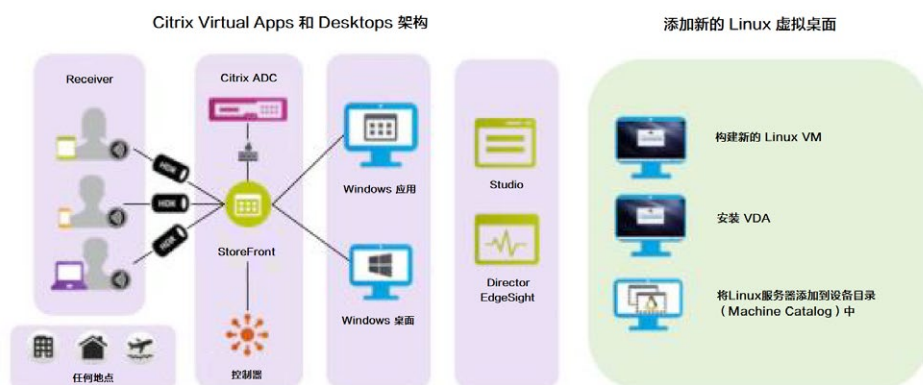 Citrix Virtual Apps 和 Desktops 架构
添加新的 Linux 虚拟桌面
Receiver
Citrix ADC
HDX
HDX
HDX
StoreFront
控制器
任何地点
Windows 应用
Windows 桌面
Studio
Director
EdgeSight
构建新的 Linux VM
安装 VDA
将Linux服务器添加到设备目录
（Machine Catalog）中